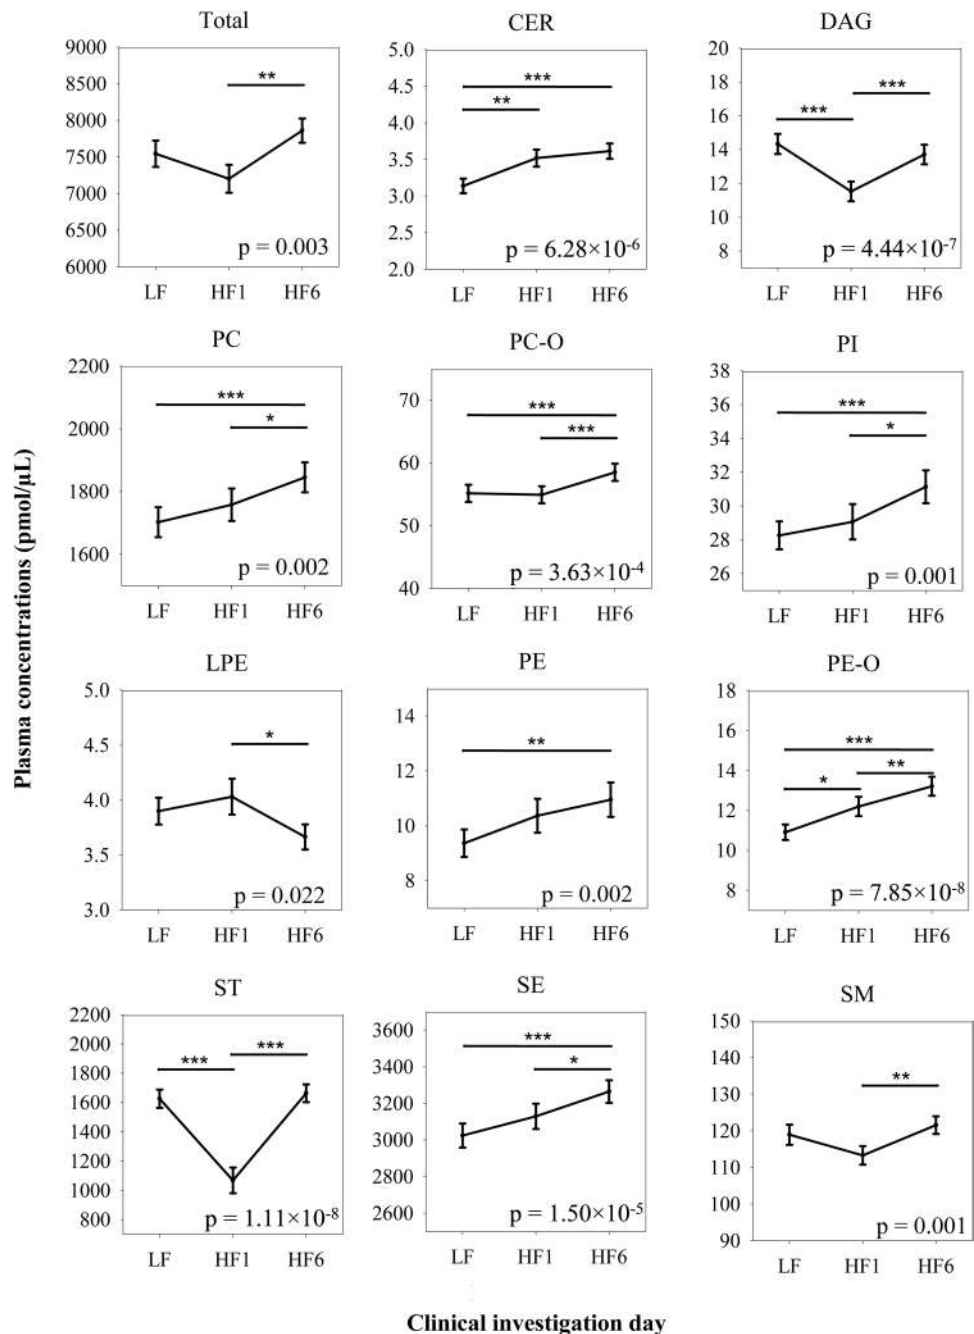 Total
CER
DAG
9000
8500
8000
7500
7000
6500
6000
**
p = 0.003
LF HF1 HF6
5.0
4.5
4.0
3.5
3.0
2.5
2.0
***
**
p = 6.28×10-6
LF HF1 HF6
20
18
16
14
12
10
8
***
***
p = 4.44×10-7
LF HF1 HF6
PC
PC-O
PI
2200
2000
1800
1600
***
*
p = 0.002
LF HF1 HF6
70
60
50
40
***
***
p = 3.63×10-4
LF HF1 HF6
38
36
34
32
30
28
26
***
*
p = 0.001
LF HF1 HF6
Plasma concentrations (pmol/µL)
LPE
PE
PE-O
5.0
4.5
4.0
3.5
3.0
*
p = 0.022
LF HF1 HF6
14
12
10
8
**
p = 0.002
LF HF1 HF6
18
16
14
12
10
8
***
**
*
p = 7.85×10-8
LF HF1 HF6
ST
SE
SM
2200
2000
1800
1600
1400
1200
1000
800
***
***
p = 1.11×10-8
LF HF1 HF6
3600
3400
3200
3000
2800
2600
***
*
p = 1.50×10-5
LF HF1 HF6
150
140
130
120
110
100
90
**
p = 0.001
LF HF1 HF6
Clinical investigation day